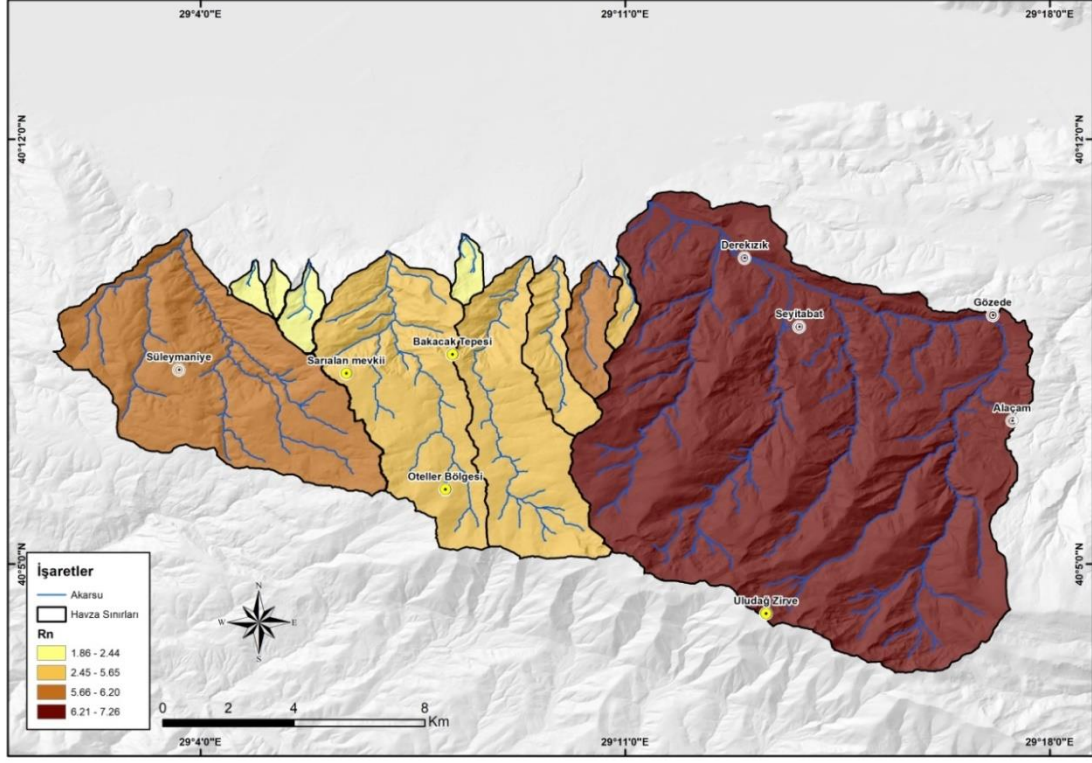 29°4'0"E
29°11'0"E
29°18'0"E
40°12'0"N
40°12'0"N
Derekızık
Gözede
Seyitabat
Bakacak Tepesi
Süleymaniye
Sarıalan mevkii
Alaçam
Oteller Bölgesi
40°5'0"N
40°5'0"N
Uludağ Zirve
İşaretler
Akarsu
Havza Sınırları
Rn
1.86 - 2.44
2.45 - 5.65
5.66 - 6.20
6.21 - 7.26
N
W
E
S
0 2 4 8
Km
29°4'0"E
29°11'0"E
29°18'0"E